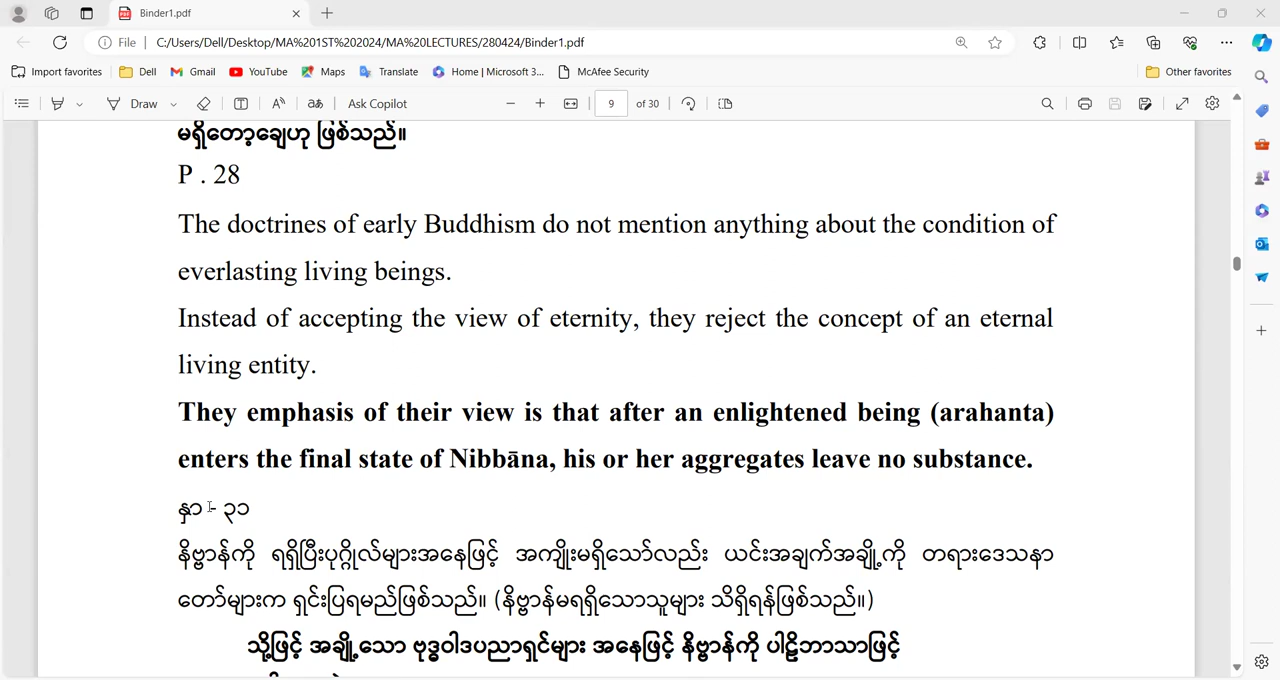 Binder1.pdf
File C:/Users/Dell/Desktop/MA%201ST%202024/MA%20LECTURES/280424/Binder1.pdf
Import favorites Dell Gmail YouTube Maps Translate Home | Microsoft 3... McAfee Security Other favorites
Draw aあ Ask Copilot 9 of 30
မရှိတော့ချေဟု ဖြစ်သည်။
P . 28
The doctrines of early Buddhism do not mention anything about the condition of
everlasting living beings.
Instead of accepting the view of eternity, they reject the concept of an eternal
living entity.
They emphasis of their view is that after an enlightened being (arahanta)
enters the final state of Nibbāna, his or her aggregates leave no substance.
နှာ - ၃၁
နိဗ္ဗာန်ကို ရရှိပြီးပုဂ္ဂိုလ်များအနေဖြင့် အကျိုးမရှိသော်လည်း ယင်းအချက်အချို့ကို တရားဒေသနာ
တော်များက ရှင်းပြရမည်ဖြစ်သည်။ (နိဗ္ဗာန်မရရှိသောသူများ သိရှိရန်ဖြစ်သည်။)
သို့ဖြင့် အချို့သော ဗုဒ္ဓဝါဒပညာရှင်များ အနေဖြင့် နိဗ္ဗာန်ကို ပါဠိဘာသာဖြင့်